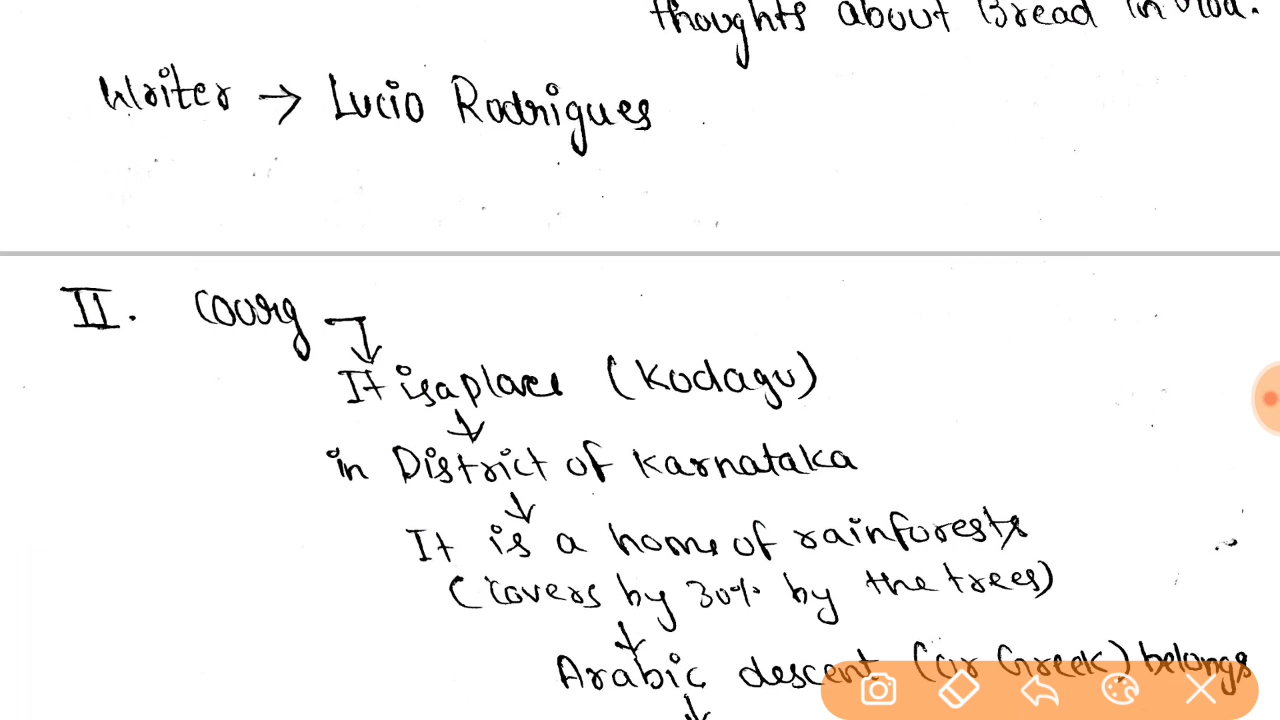 thoughts about Bread in
Writer → Lucio Rodrigues
II. Coorg
It is a place (Kodagu)
in District of Karnataka
It is a home of rainforests
(covers by 30% by the trees)
Arabic descent (or Greek) belongs